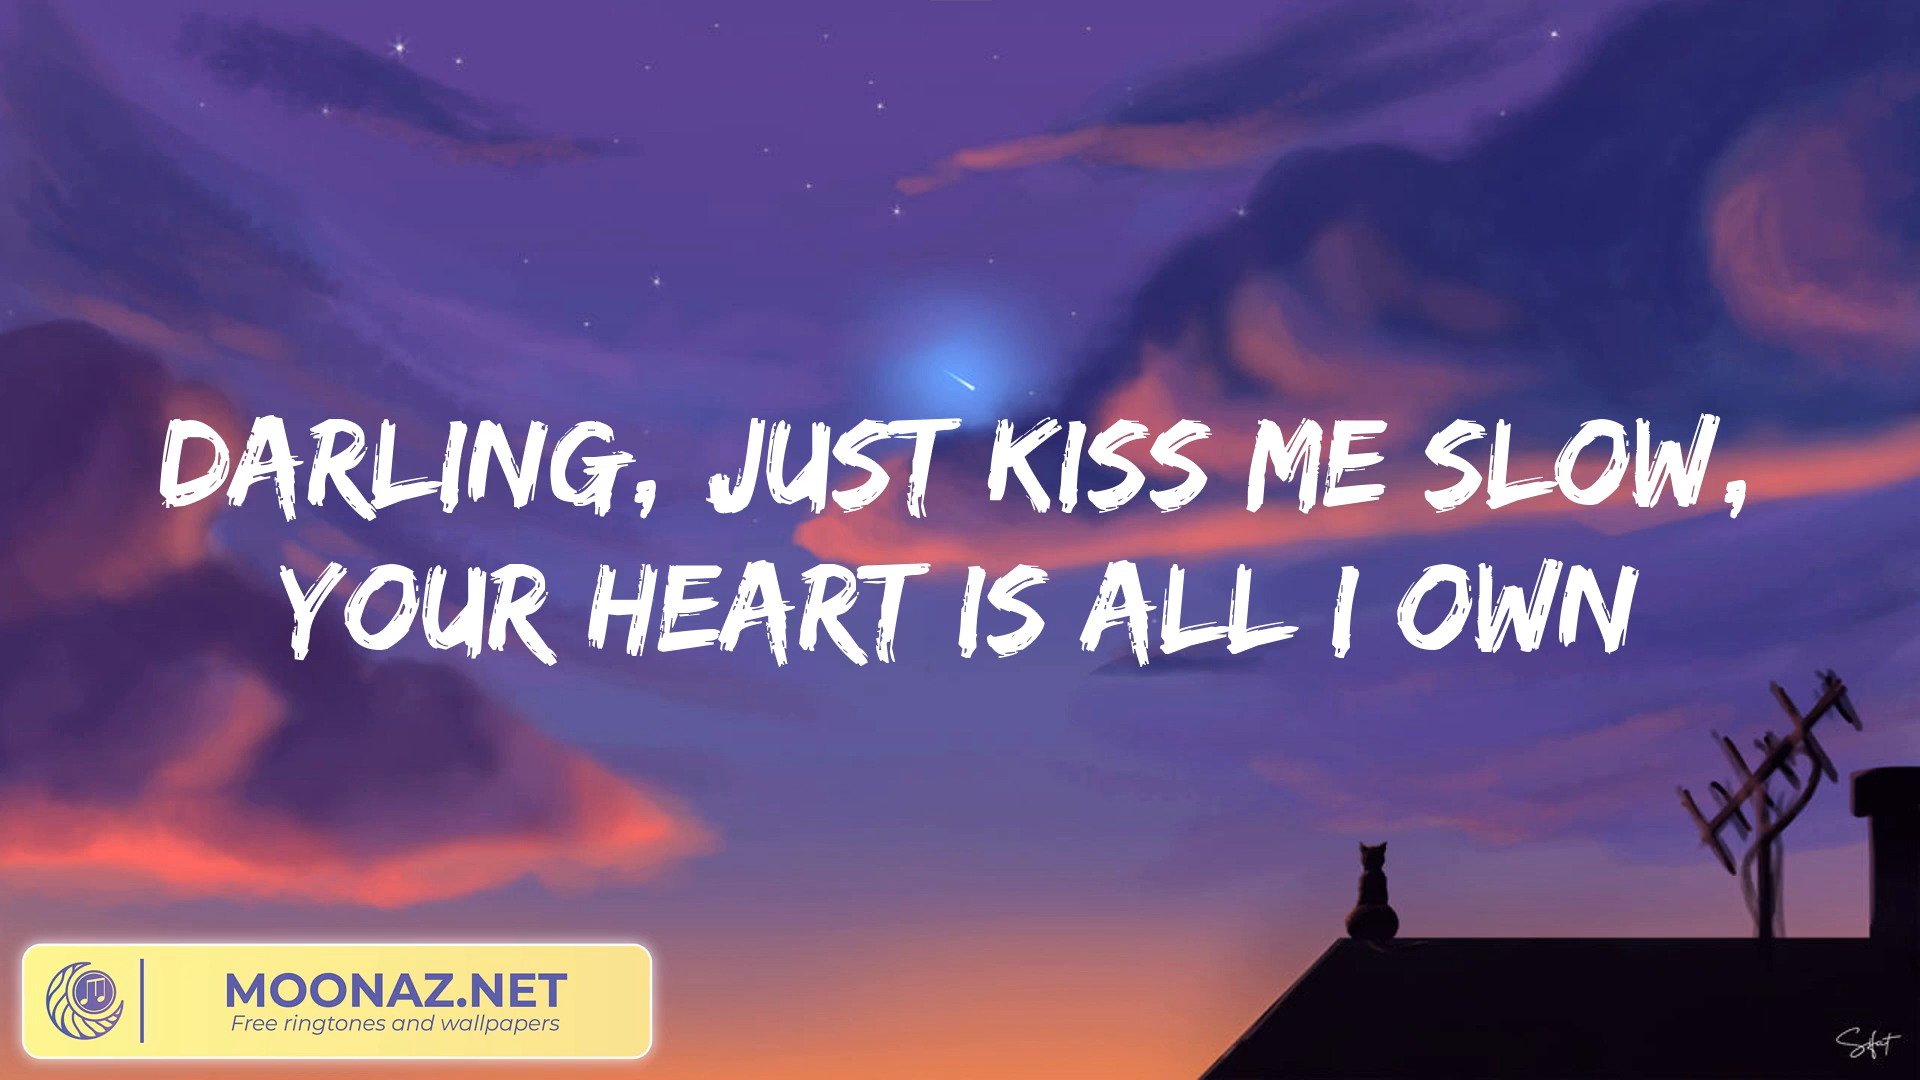 DARLING, JUST KISS ME SLOW,
YOUR HEART IS ALL I OWN
MOONAZ.NET
Free ringtones and wallpapers